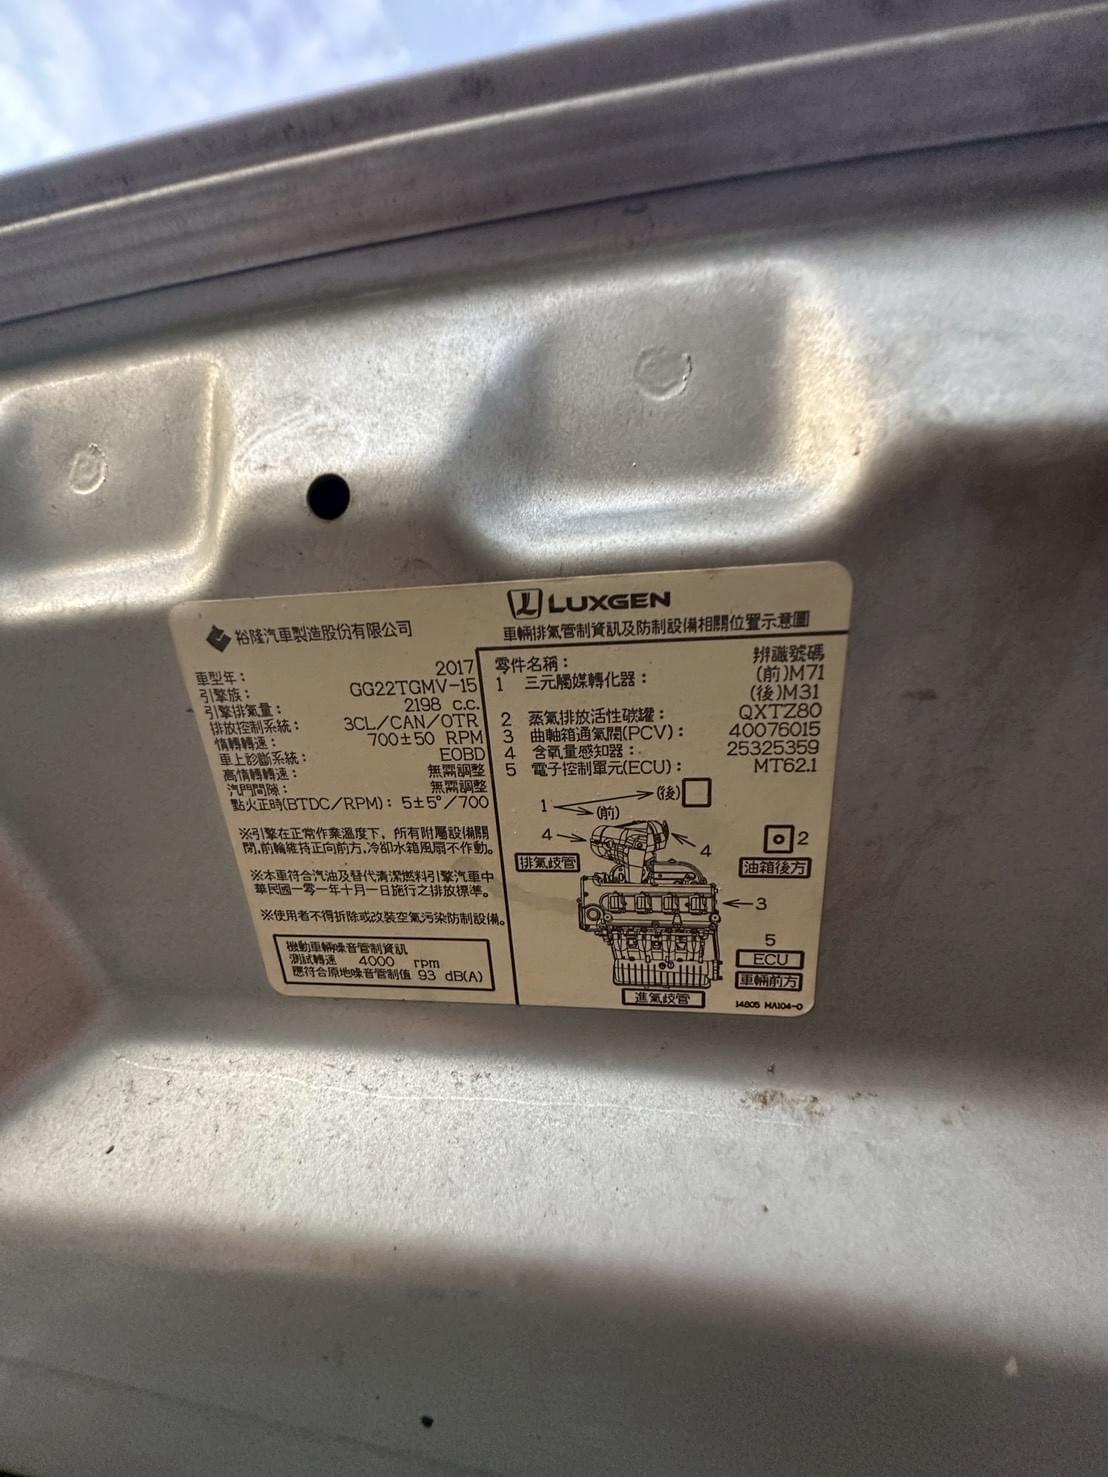 裕隆汽車製造股份有限公司
車型年： 2017
引擎族： GG22TGMV-15
引擎排氣量： 2198 c.c.
排放控制系統： 3CL/CAN/OTR
惰轉轉速： 700±50 RPM
車上診斷系統： EOBD
高惰轉轉速： 無需調整
汽門間隙： 無需調整
點火正時(BTDC/RPM)：5±5°/700
※引擎在正常作業溫度下，所有附屬設備關
閉，前輪維持正向前方，冷卻水箱風扇不作動。
※本車符合汽油及替代清潔燃料引擎汽車中
華民國一零一年十月一日施行之排放標準。
※使用者不得拆除或改裝空氣污染防制設備。
機動車輛噪音管制資訊
測試轉速 4000 rpm
應符合原地噪音管制值 93 dB(A)
LUXGEN
車輛排氣管制資訊及防制設備相關位置示意圖
零件名稱： 辨識號碼
1 三元觸媒轉化器： (前)M71
(後)M31
2 蒸氣排放活性碳罐： QXTZ80
3 曲軸箱通氣閥(PCV)： 40076015
4 含氧量感知器： 25325359
5 電子控制單元(ECU)： MT62.1
(後)
1
(前)
4
4
2
排氣歧管
油箱後方
3
5
ECU
車輛前方
進氣歧管
14805 MA104-0